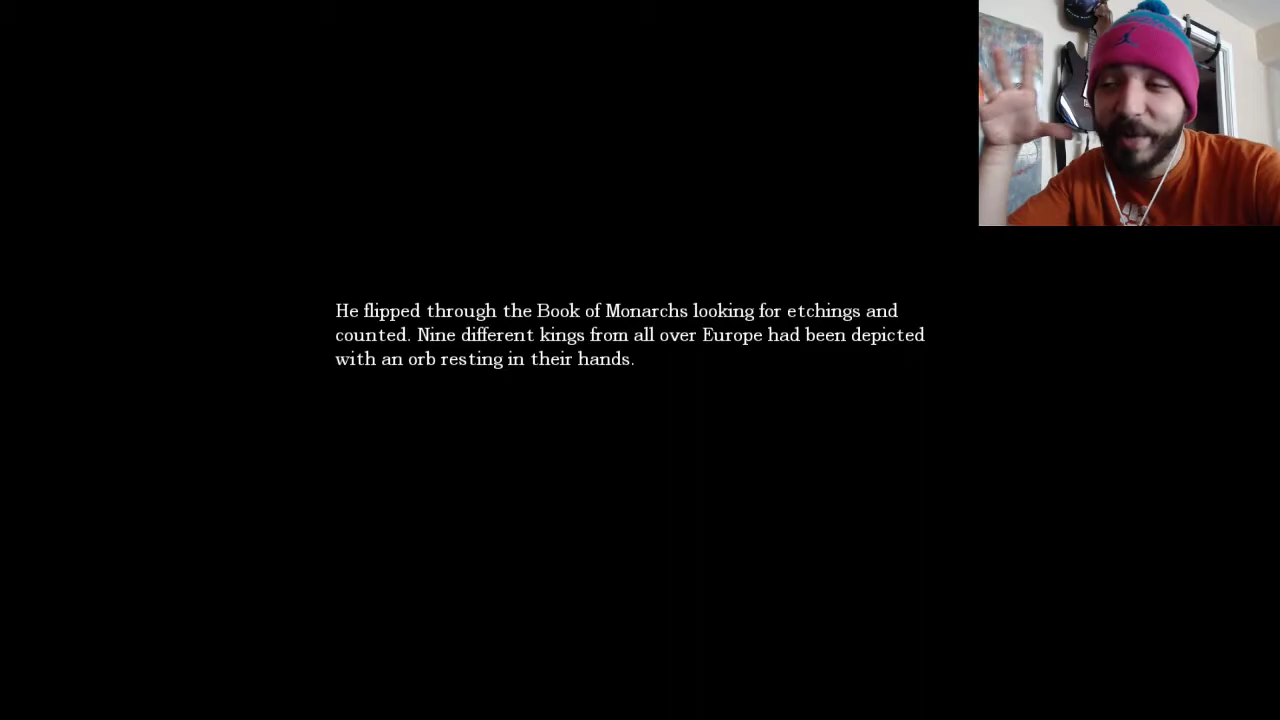 He flipped through the Book of Monarchs looking for etchings and
counted. Nine different kings from all over Europe had been depicted
with an orb resting in their hands.